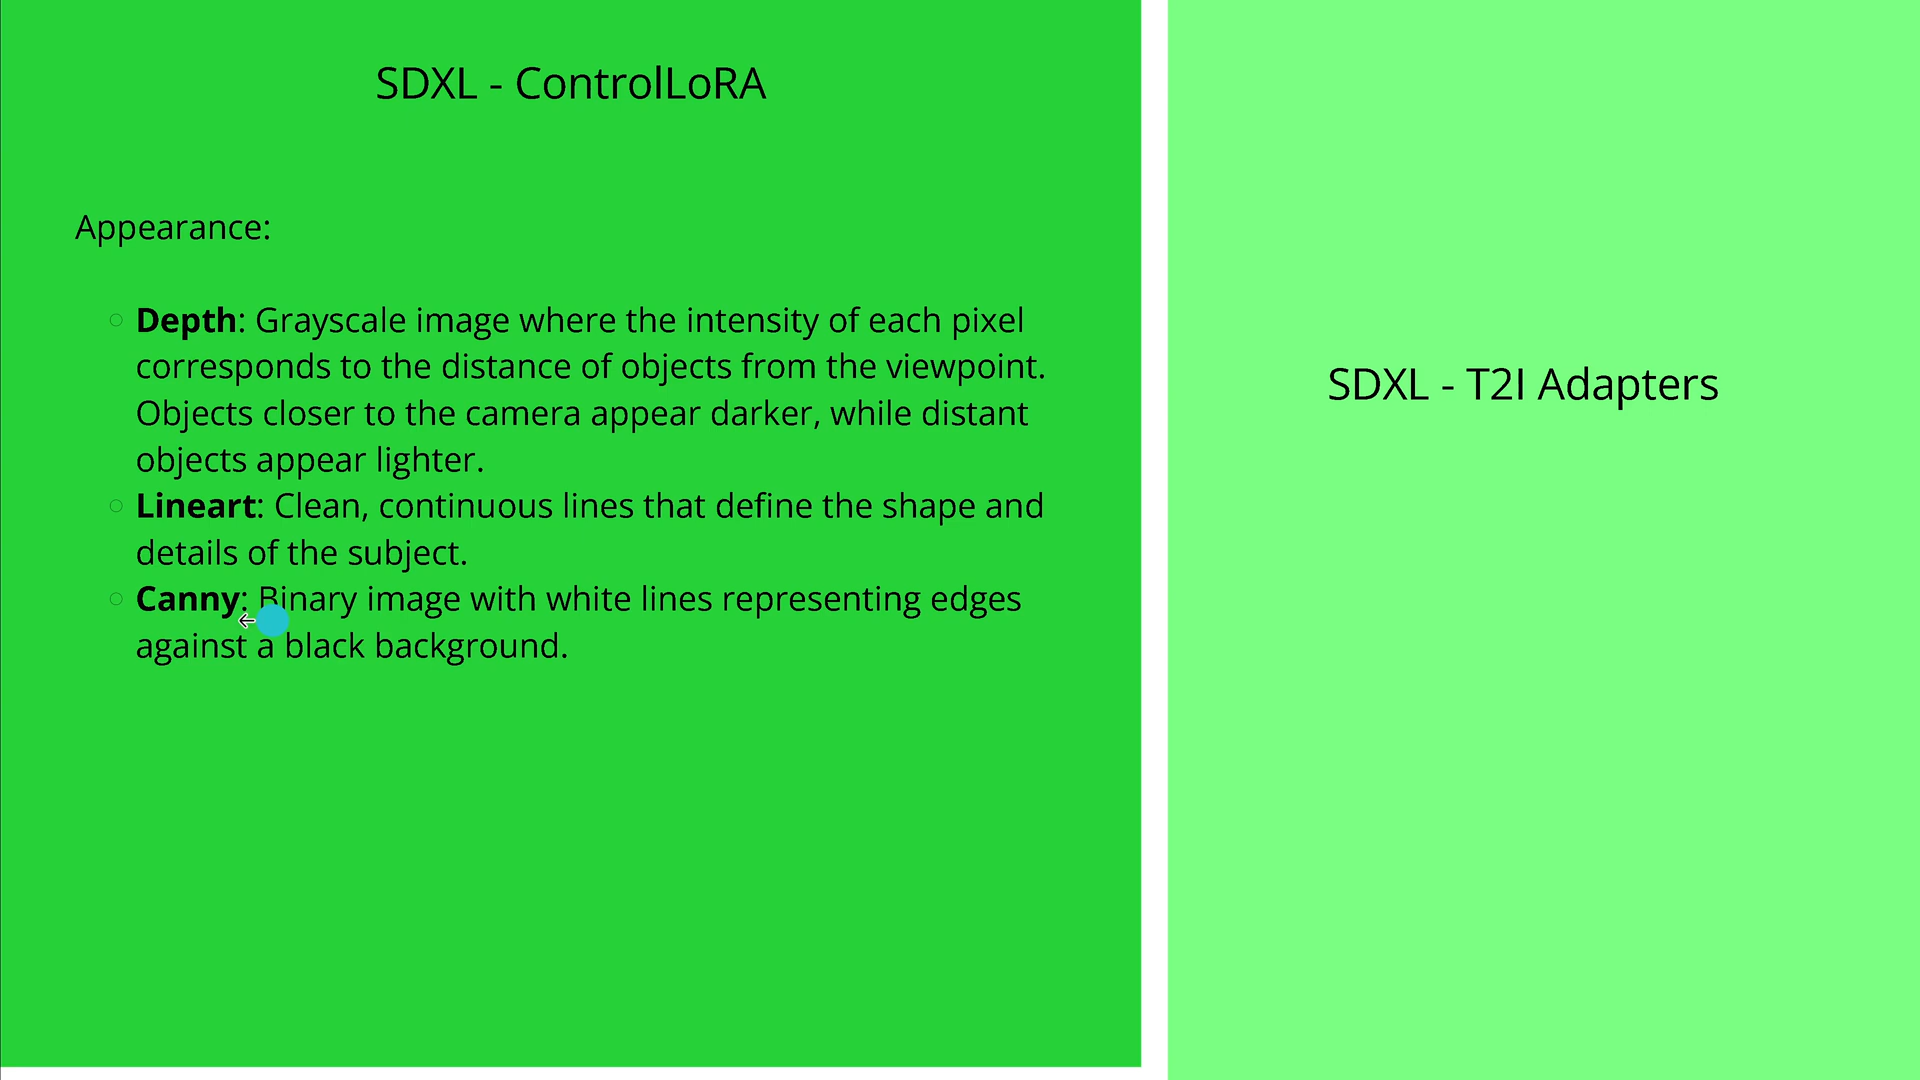 SDXL - ControlLoRA
Appearance:
Depth: Grayscale image where the intensity of each pixel
corresponds to the distance of objects from the viewpoint.
Objects closer to the camera appear darker, while distant
objects appear lighter.
Lineart: Clean, continuous lines that define the shape and
details of the subject.
Canny: Binary image with white lines representing edges
against a black background.
SDXL - T2I Adapters